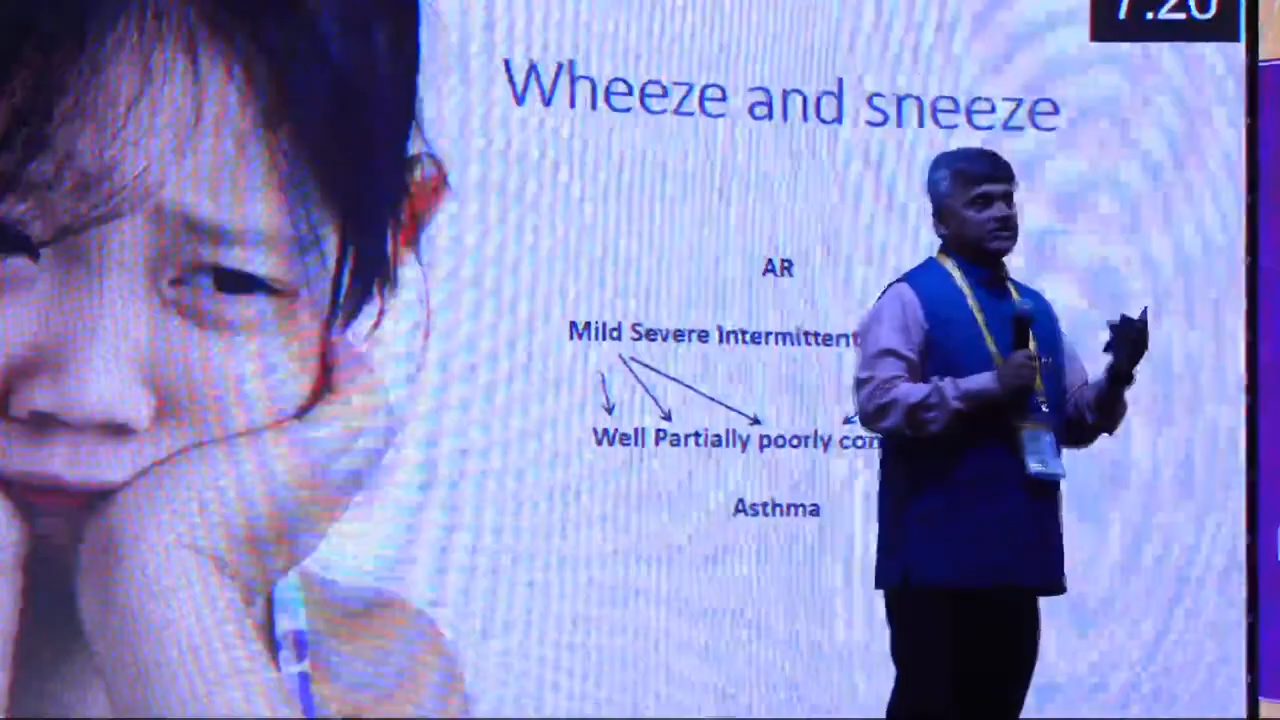 7:20
Wheeze and sneeze
AR
Mild Severe Intermittent
Well Partially poorly
Asthma